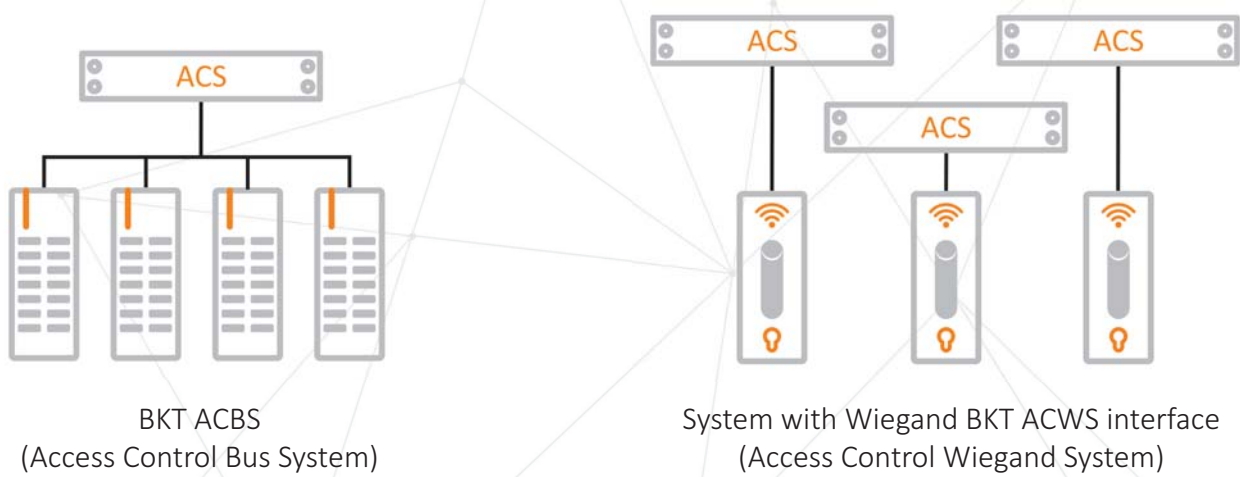 ACS
ACS
ACS
ACS
BKT ACBS
(Access Control Bus System)
System with Wiegand BKT ACWS interface
(Access Control Wiegand System)